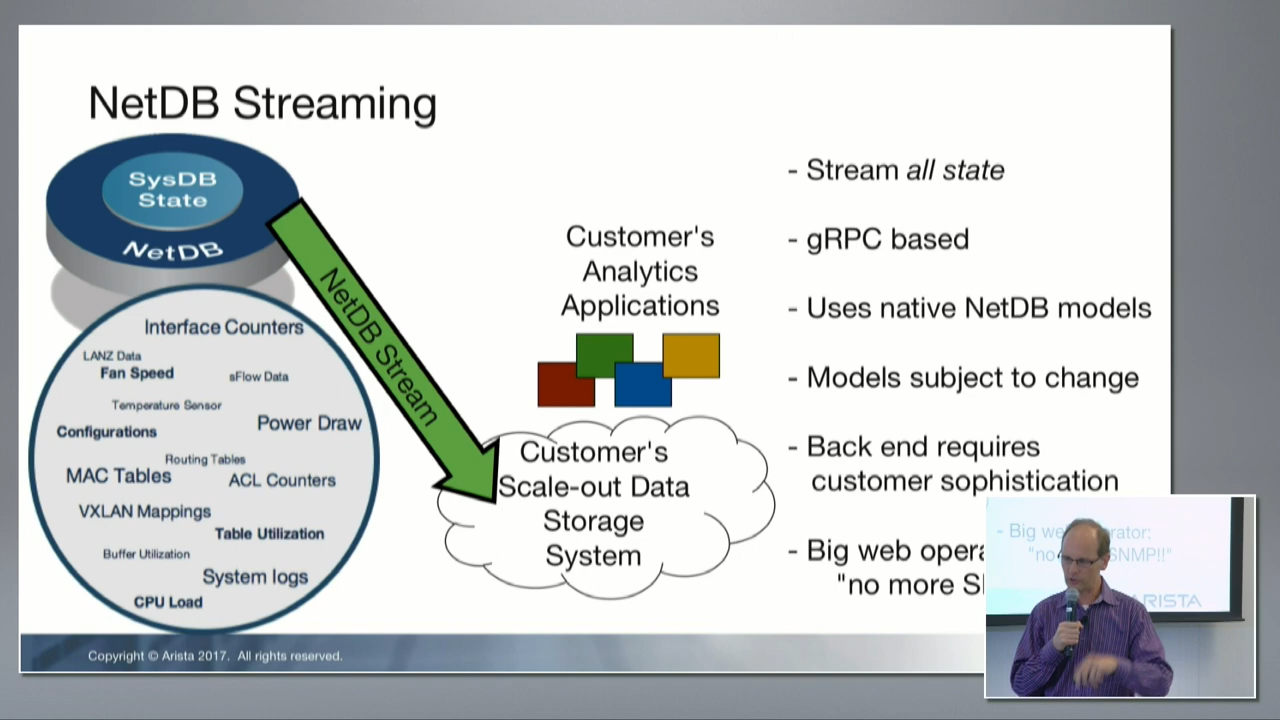 NetDB Streaming
SysDB
State
NetDB
NetDB Stream
Interface Counters
LANZ Data
Fan Speed
sFlow Data
Temperature Sensor
Power Draw
Configurations
Routing Tables
MAC Tables
ACL Counters
VXLAN Mappings
Table Utilization
Buffer Utilization
System logs
CPU Load
Customer's
Analytics
Applications
Customer's
Scale-out Data
Storage
System
- Stream all state
- gRPC based
- Uses native NetDB models
- Models subject to change
- Back end requires
customer sophistication
- Big web opera
"no more S
- Big we rator:
"no SNMP!!"
ARISTA
Copyright © Arista 2017. All rights reserved.